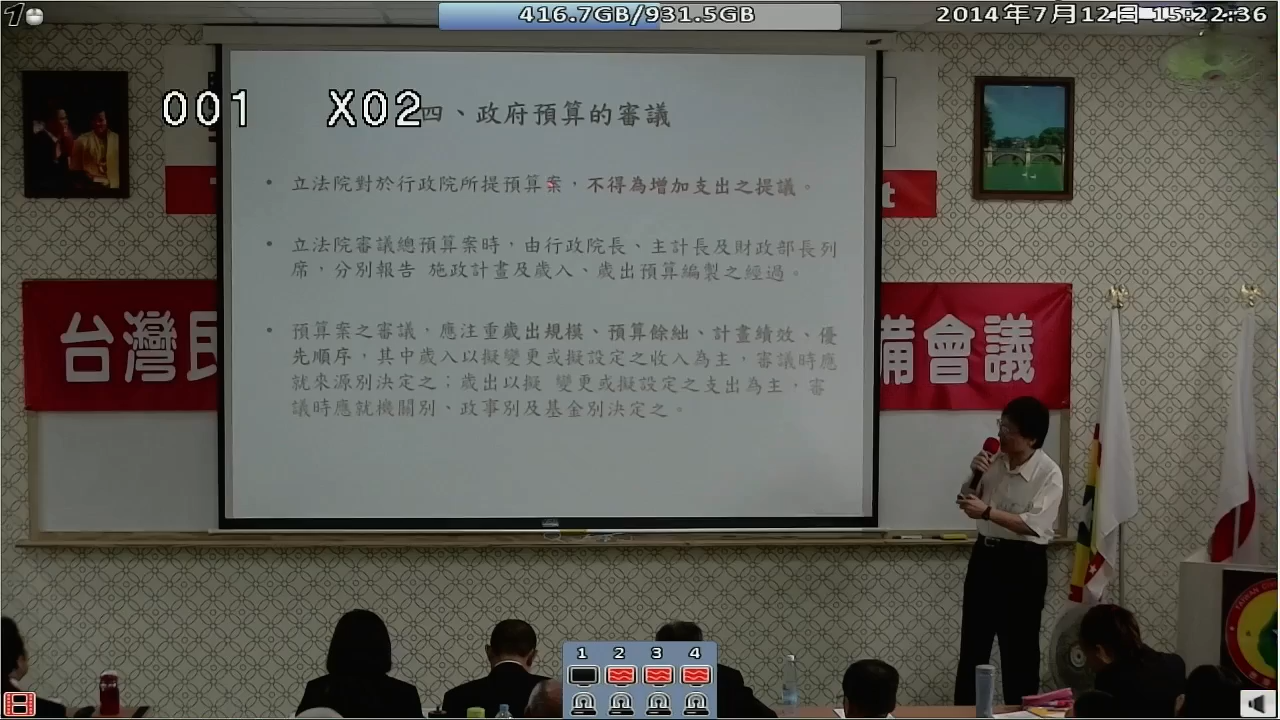 416.7GB/931.5GB
2014年7月12日 15:22:36
001 X02
四、政府預算的審議
• 立法院對於行政院所提預算案，不得為增加支出之提議。
• 立法院審議總預算案時，由行政院長、主計長及財政部長列
席，分別報告 施政計畫及歲入、歲出預算編製之經過。
• 預算案之審議，應注重歲出規模、預算餘絀、計畫績效、優
先順序，其中歲入以擬變更或擬設定之收入為主，審議時應
就來源別決定之；歲出以擬 變更或擬設定之支出為主，審
議時應就機關別、政事別及基金別決定之。
t
台灣民
備會議
1 2 3 4